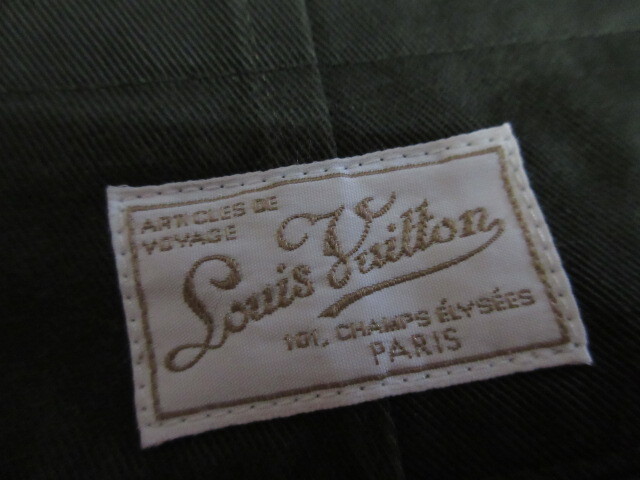 ARTICLES DE
VOYAGE
Louis Vuitton
101, CHAMPS ÉLYSÉES
PARIS